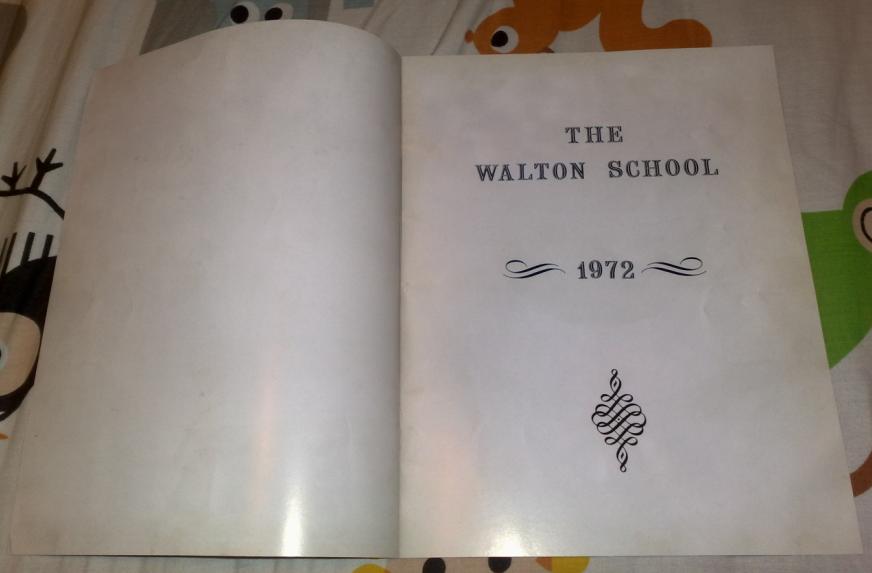 THE
WALTON SCHOOL
1972